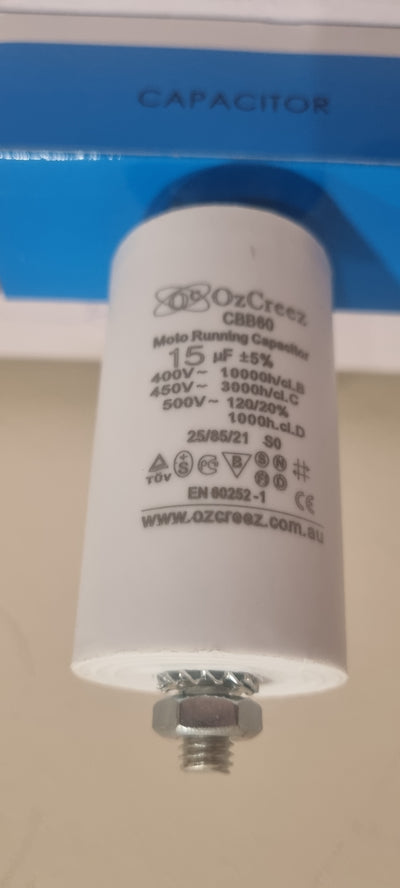 CAPACITOR
OzCreez
CBB60
Moto Running Capacitor
15 µF ±5%
400V~ 10000h/cl.B
450V~ 3000h/cl.C
500V~ 120/20%
1000h.cl.D
25/85/21 S0
TÜV
EN 60252-1
CE
www.ozcreez.com.au